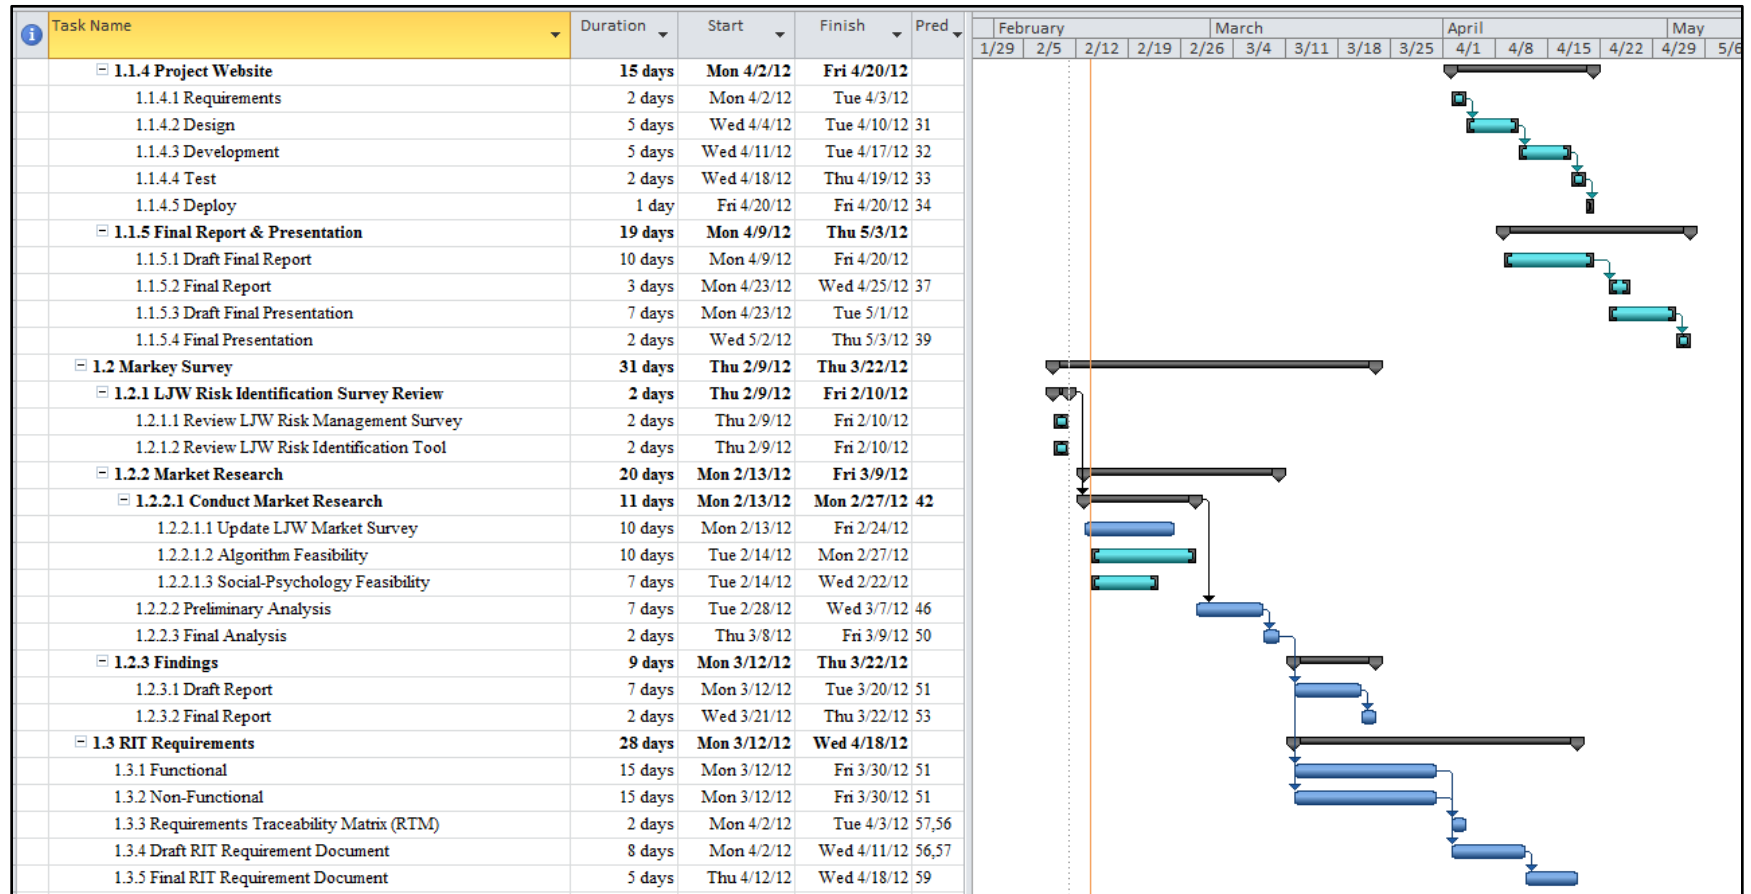 Task Name Duration Start Finish Pred February March April May
1/29 2/5 2/12 2/19 2/26 3/4 3/11 3/18 3/25 4/1 4/8 4/15 4/22 4/29 5/6
1.1.4 Project Website 15 days Mon 4/2/12 Fri 4/20/12
1.1.4.1 Requirements 2 days Mon 4/2/12 Tue 4/3/12
1.1.4.2 Design 5 days Wed 4/4/12 Tue 4/10/12 31
1.1.4.3 Development 5 days Wed 4/11/12 Tue 4/17/12 32
1.1.4.4 Test 2 days Wed 4/18/12 Thu 4/19/12 33
1.1.4.5 Deploy 1 day Fri 4/20/12 Fri 4/20/12 34
1.1.5 Final Report & Presentation 19 days Mon 4/9/12 Thu 5/3/12
1.1.5.1 Draft Final Report 10 days Mon 4/9/12 Fri 4/20/12
1.1.5.2 Final Report 3 days Mon 4/23/12 Wed 4/25/12 37
1.1.5.3 Draft Final Presentation 7 days Mon 4/23/12 Tue 5/1/12
1.1.5.4 Final Presentation 2 days Wed 5/2/12 Thu 5/3/12 39
1.2 Markey Survey 31 days Thu 2/9/12 Thu 3/22/12
1.2.1 LJW Risk Identification Survey Review 2 days Thu 2/9/12 Fri 2/10/12
1.2.1.1 Review LJW Risk Management Survey 2 days Thu 2/9/12 Fri 2/10/12
1.2.1.2 Review LJW Risk Identification Tool 2 days Thu 2/9/12 Fri 2/10/12
1.2.2 Market Research 20 days Mon 2/13/12 Fri 3/9/12
1.2.2.1 Conduct Market Research 11 days Mon 2/13/12 Mon 2/27/12 42
1.2.2.1.1 Update LJW Market Survey 10 days Mon 2/13/12 Fri 2/24/12
1.2.2.1.2 Algorithm Feasibility 10 days Tue 2/14/12 Mon 2/27/12
1.2.2.1.3 Social-Psychology Feasibility 7 days Tue 2/14/12 Wed 2/22/12
1.2.2.2 Preliminary Analysis 7 days Tue 2/28/12 Wed 3/7/12 46
1.2.2.3 Final Analysis 2 days Thu 3/8/12 Fri 3/9/12 50
1.2.3 Findings 9 days Mon 3/12/12 Thu 3/22/12
1.2.3.1 Draft Report 7 days Mon 3/12/12 Tue 3/20/12 51
1.2.3.2 Final Report 2 days Wed 3/21/12 Thu 3/22/12 53
1.3 RIT Requirements 28 days Mon 3/12/12 Wed 4/18/12
1.3.1 Functional 15 days Mon 3/12/12 Fri 3/30/12 51
1.3.2 Non-Functional 15 days Mon 3/12/12 Fri 3/30/12 51
1.3.3 Requirements Traceability Matrix (RTM) 2 days Mon 4/2/12 Tue 4/3/12 57,56
1.3.4 Draft RIT Requirement Document 8 days Mon 4/2/12 Wed 4/11/12 56,57
1.3.5 Final RIT Requirement Document 5 days Thu 4/12/12 Wed 4/18/12 59